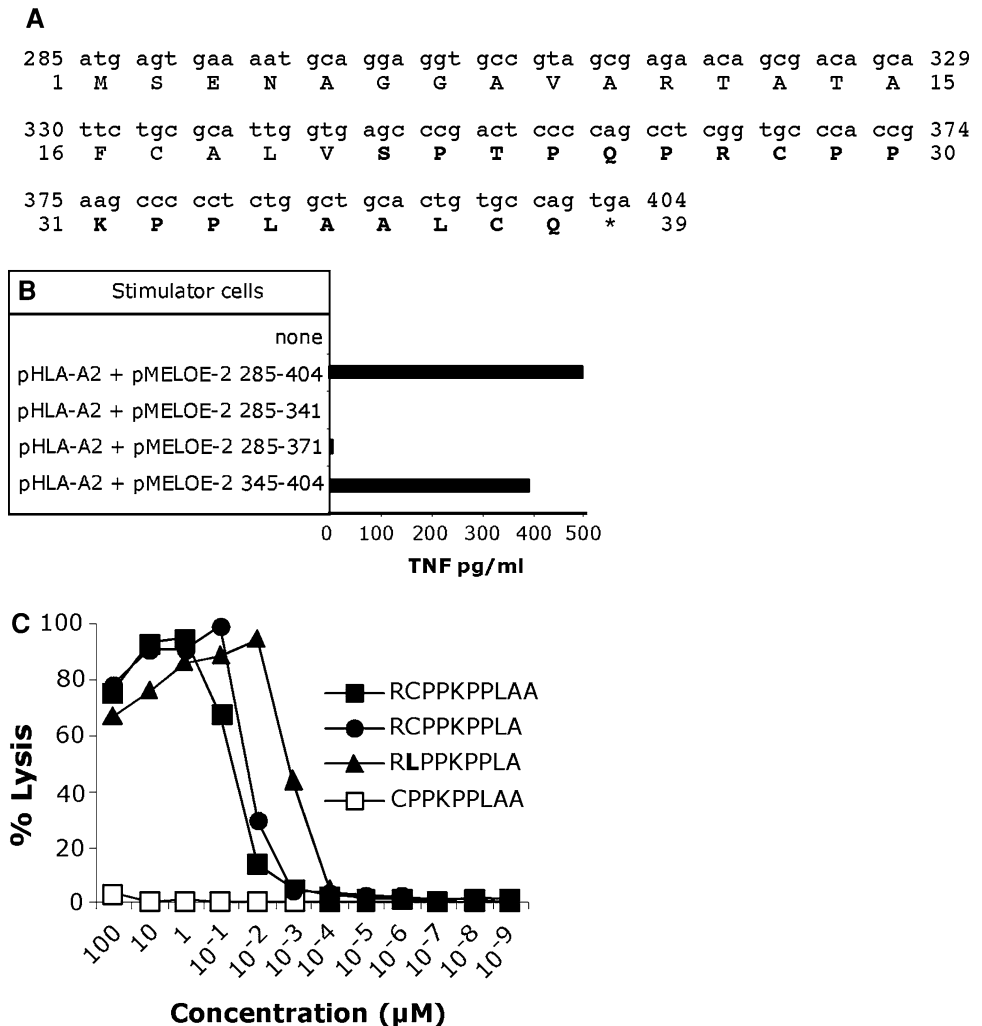 A
285 atg agt gaa aat gca gga ggt gcc gta gcg aga aca gcg aca gca 329
1 M S E N A G G A V A R T A T A 15
330 ttc tgc gca ttg gtg agc ccg act ccc cag cct cgg tgc cca ccg 374
16 F C A L V S P T P Q P R C P P 30
375 aag ccc cct ctg gct gca ctg tgc cag tga 404
31 K P P L A A L C Q * 39
B Stimulator cells
none
pHLA-A2 + pMELOE-2 285-404
pHLA-A2 + pMELOE-2 285-341
pHLA-A2 + pMELOE-2 285-371
pHLA-A2 + pMELOE-2 345-404
0 100 200 300 400 500
TNF pg/ml
C
100
80
60
40
20
0
% Lysis
RCPPKPPLAA
RCPPKPPLA
RLPPKPPLA
CPPKPPLAA
100 10 1 10⁻¹ 10⁻² 10⁻³ 10⁻⁴ 10⁻⁵ 10⁻⁶ 10⁻⁷ 10⁻⁸ 10⁻⁹
Concentration (µM)